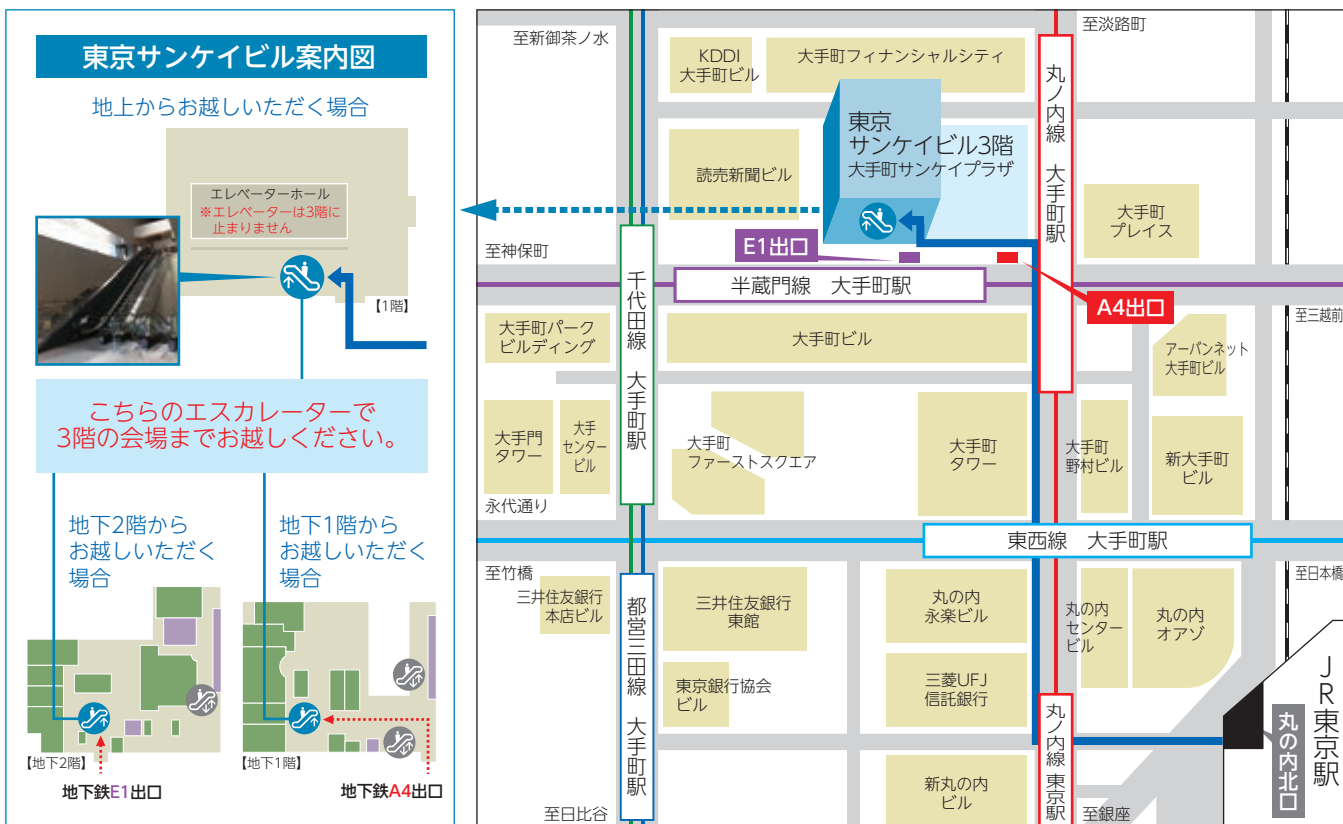 東京サンケイビル案内図
地上からお越しいただく場合
エレベーターホール
※エレベーターは3階に
止まりません
【1階】
こちらのエスカレーターで
3階の会場までお越しください。
地下2階から
お越しいただく
場合
地下1階から
お越しいただく
場合
【地下2階】
【地下1階】
地下鉄E1出口
地下鉄A4出口
至新御茶ノ水
KDDI
大手町ビル
大手町フィナンシャルシティ
至淡路町
丸ノ内線 大手町駅
東京
サンケイビル3階
大手町サンケイプラザ
読売新聞ビル
大手町
プレイス
E1出口
至神保町
半蔵門線 大手町駅
A4出口
千代田線 大手町駅
至三越前
大手町パーク
ビルディング
大手町ビル
アーバンネット
大手町ビル
大手門
タワー
大手
センター
ビル
大手町
ファーストスクエア
大手町
タワー
大手町
野村ビル
新大手町
ビル
永代通り
東西線 大手町駅
至竹橋
至日本橋
三井住友銀行
本店ビル
都営三田線 大手町駅
三井住友銀行
東館
丸の内
永楽ビル
丸の内
センター
ビル
丸の内
オアゾ
東京銀行協会
ビル
三菱UFJ
信託銀行
丸ノ内線 東京駅
JR東京駅
丸の内北口
新丸の内
ビル
至日比谷
至銀座